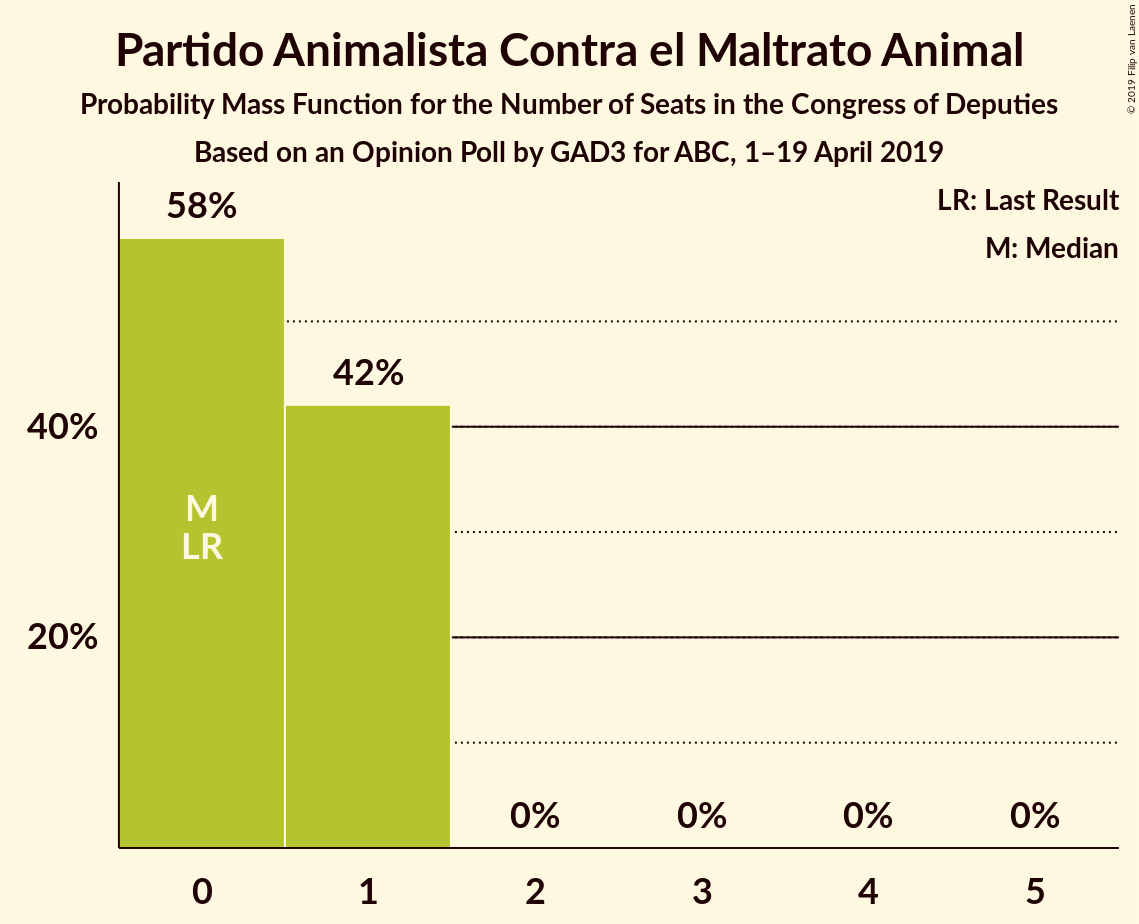 Partido Animalista Contra el Maltrato Animal
Probability Mass Function for the Number of Seats in the Congress of Deputies
Based on an Opinion Poll by GAD3 for ABC, 1–19 April 2019
© 2019 Filip van Laenen
LR: Last Result
M: Median
58%
42%
40%
M
LR
20%
0% 0% 0% 0%
0 1 2 3 4 5